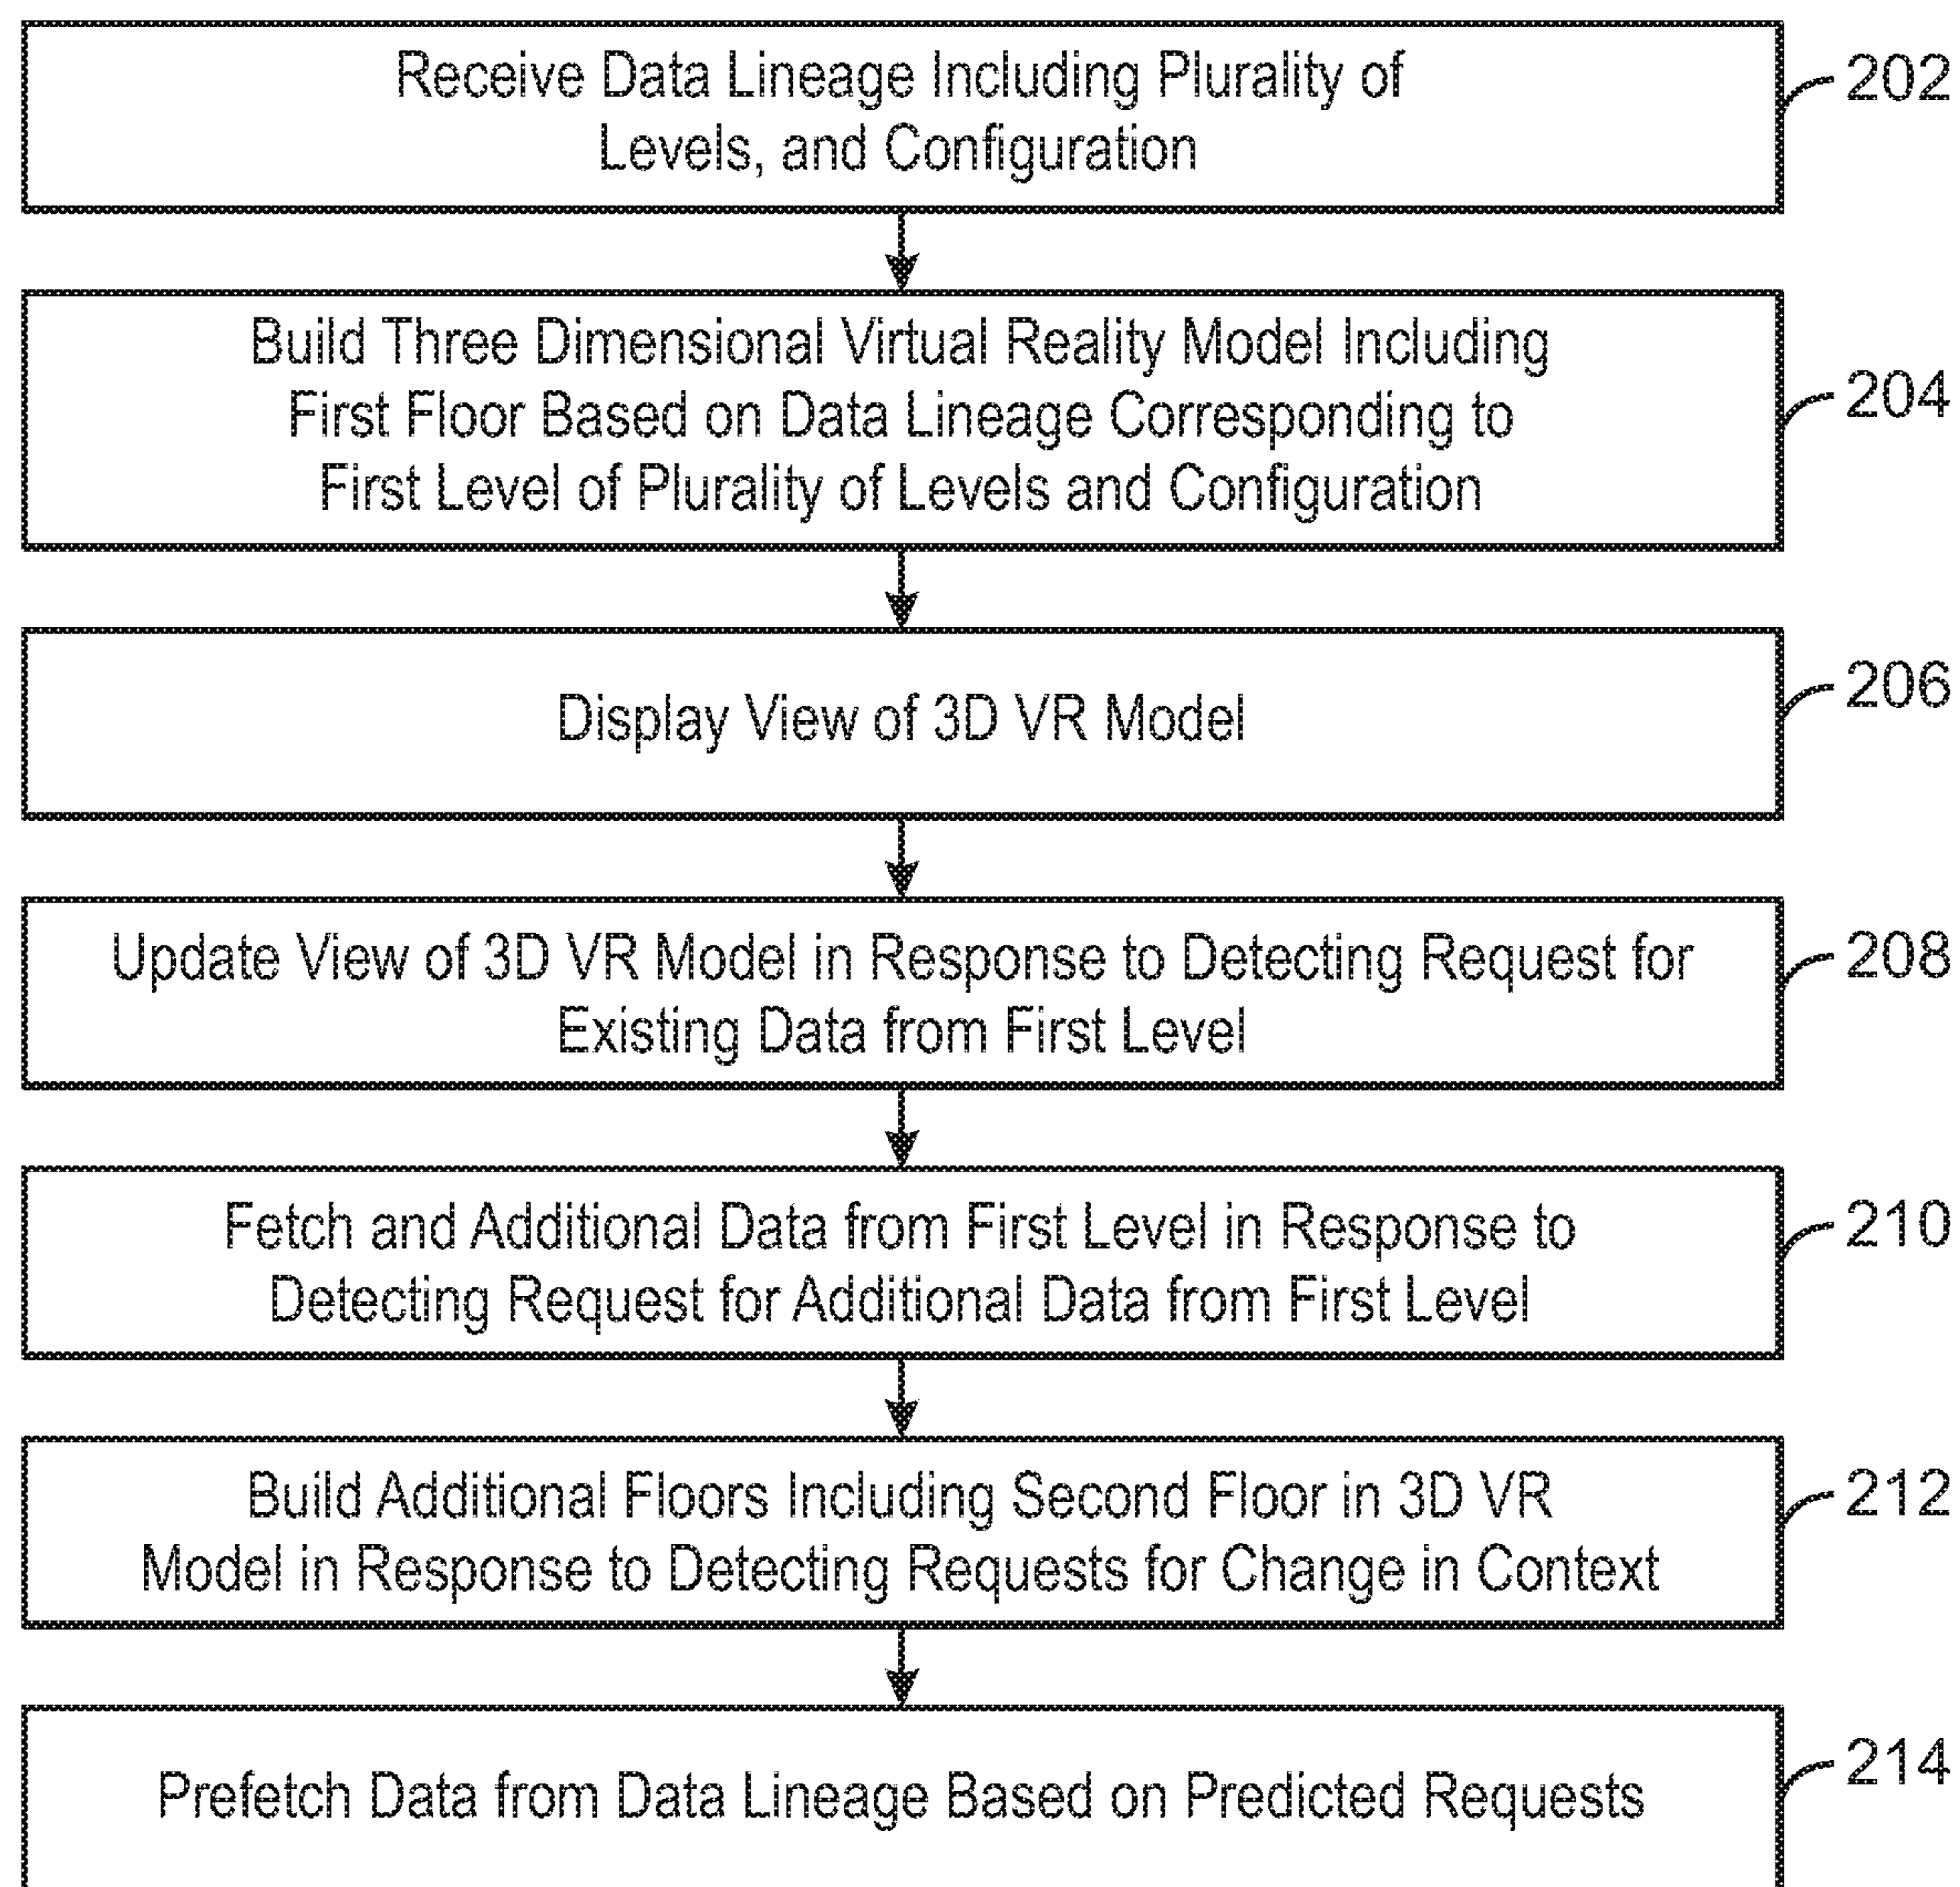 Receive Data Lineage Including Plurality of
Levels, and Configuration
202
Build Three Dimensional Virtual Reality Model Including
First Floor Based on Data Lineage Corresponding to
First Level of Plurality of Levels and Configuration
204
Display View of 3D VR Model
206
Update View of 3D VR Model in Response to Detecting Request for
Existing Data from First Level
208
Fetch and Additional Data from First Level in Response to
Detecting Request for Additional Data from First Level
210
Build Additional Floors Including Second Floor in 3D VR
Model in Response to Detecting Requests for Change in Context
212
Prefetch Data from Data Lineage Based on Predicted Requests
214